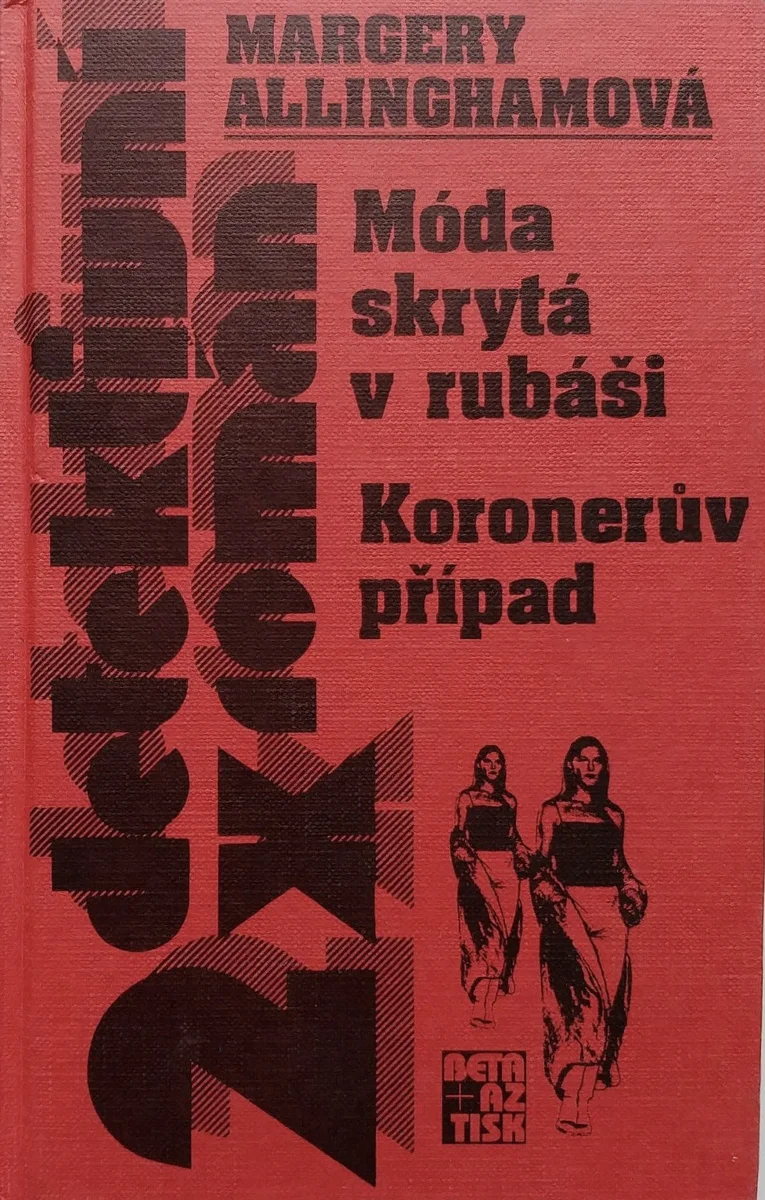 MARGERY
ALLINGHAMOVÁ
Móda
skrytá
v rubáši
Koronerův
případ
2x detektivní
román
BETA
+ AZ
TISK